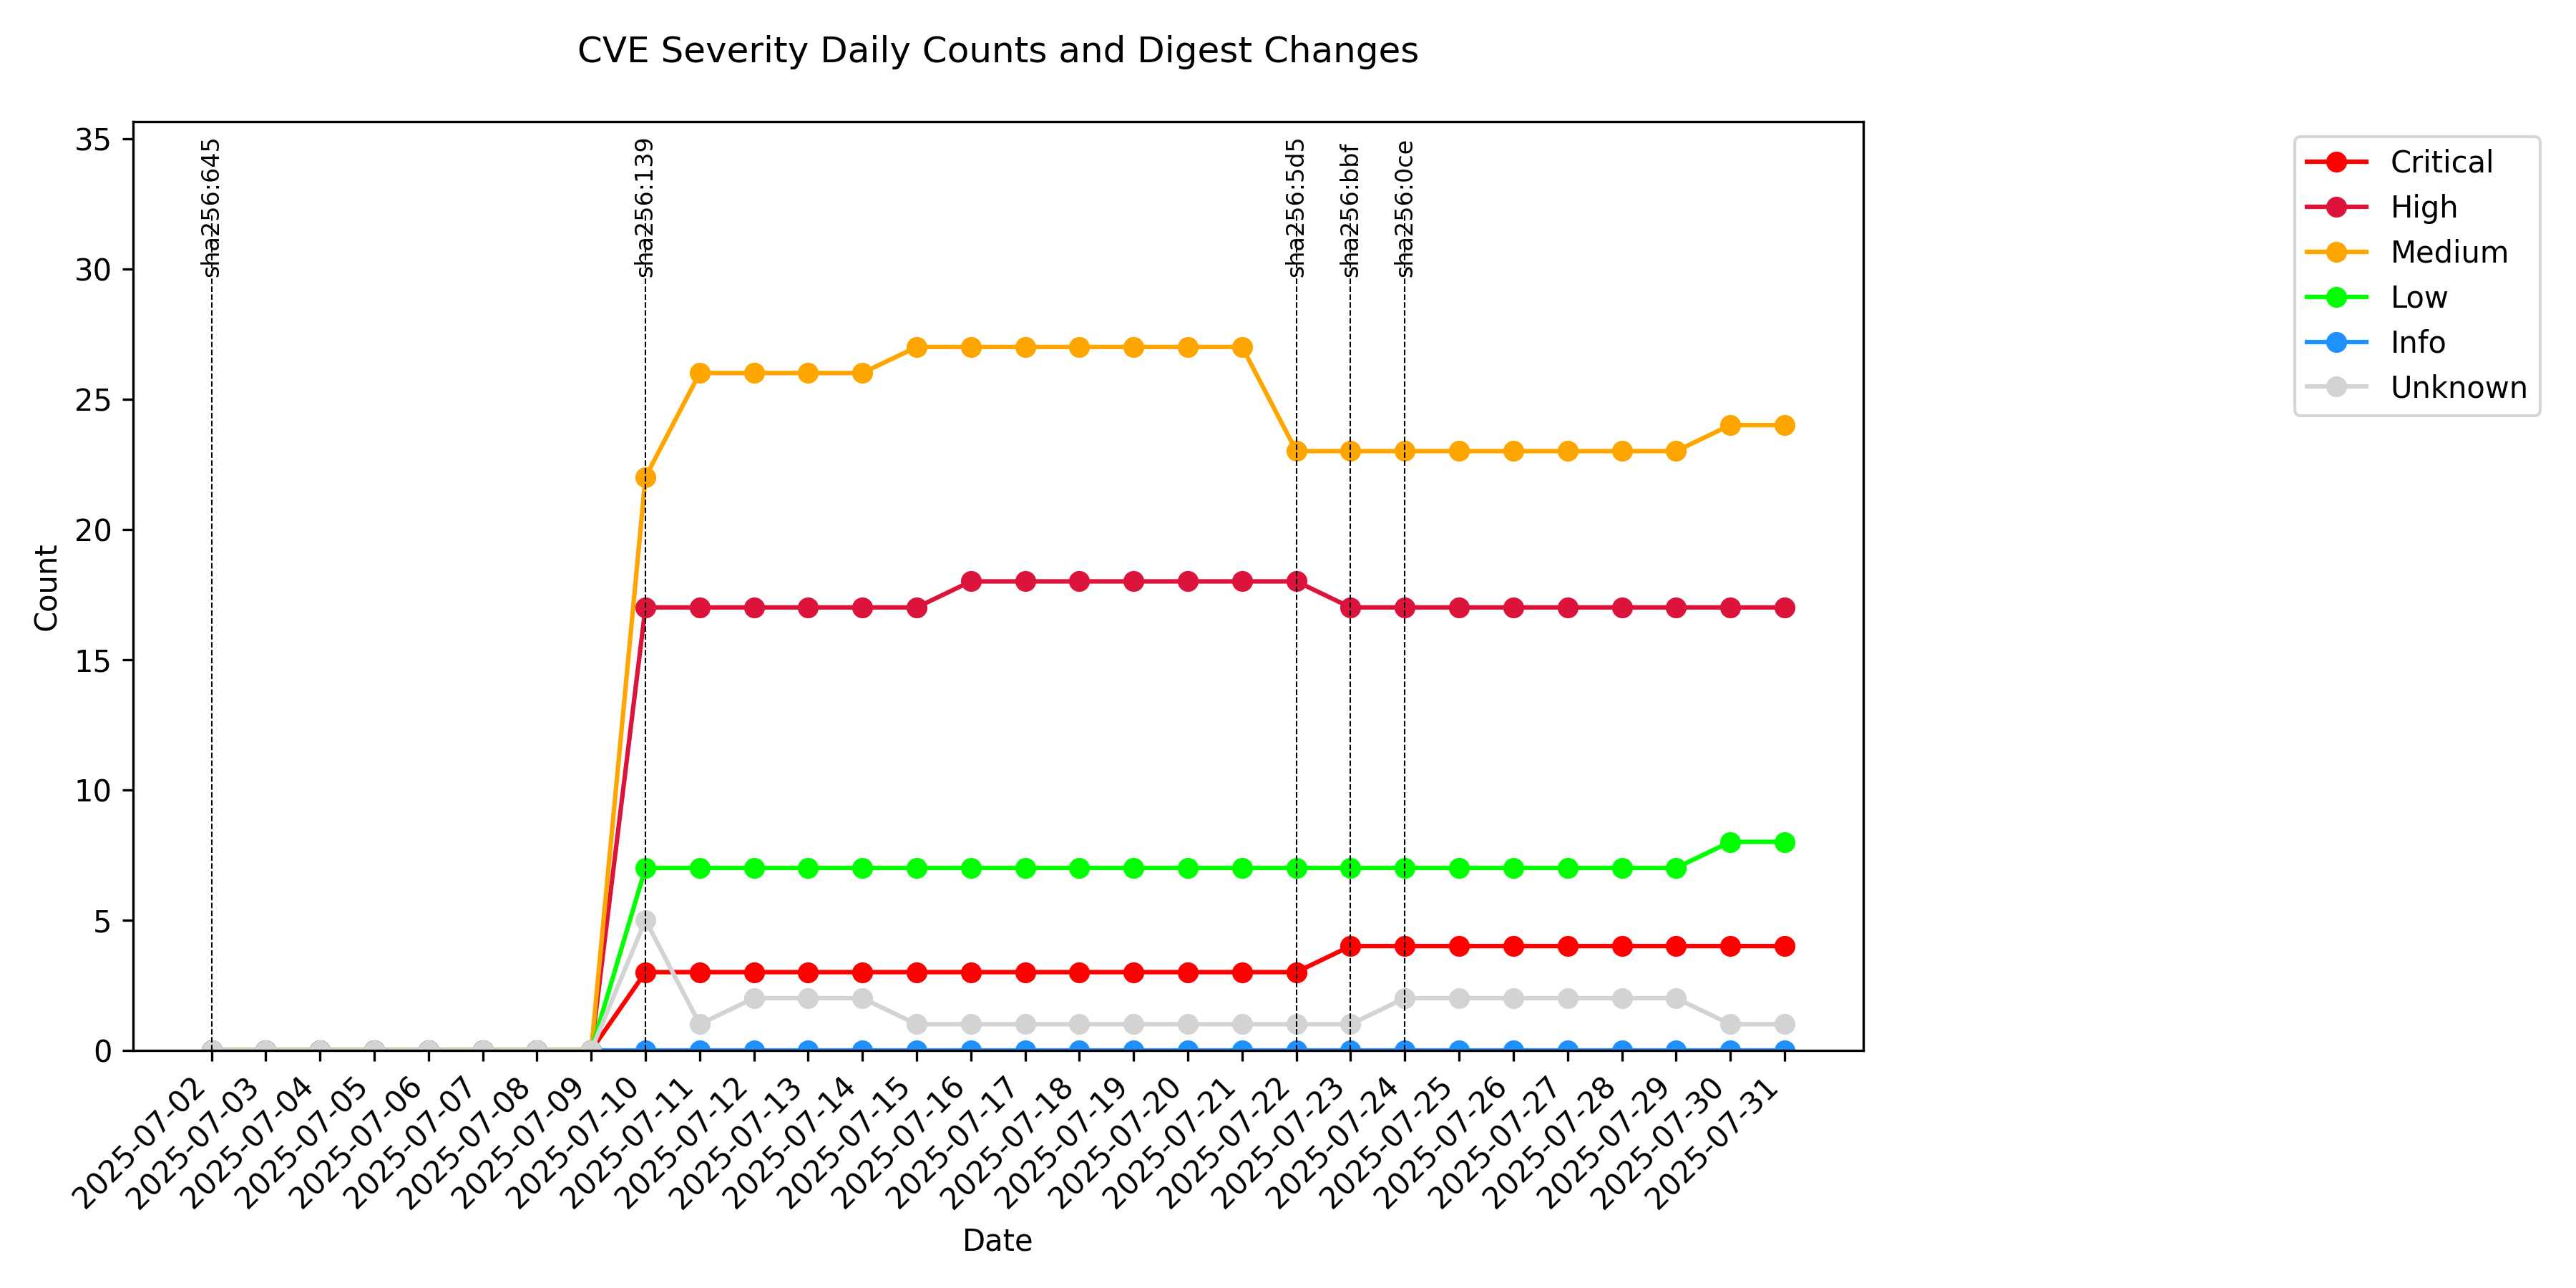 CVE Severity Daily Counts and Digest Changes
35
30
25
20
15
10
5
0
Count
sha256:645
sha256:139
sha256:5d5
sha256:bbf
sha256:0ce
Critical
High
Medium
Low
Info
Unknown
2025-07-02
2025-07-03
2025-07-04
2025-07-05
2025-07-06
2025-07-07
2025-07-08
2025-07-09
2025-07-10
2025-07-11
2025-07-12
2025-07-13
2025-07-14
2025-07-15
2025-07-16
2025-07-17
2025-07-18
2025-07-19
2025-07-20
2025-07-21
2025-07-22
2025-07-23
2025-07-24
2025-07-25
2025-07-26
2025-07-27
2025-07-28
2025-07-29
2025-07-30
2025-07-31
Date